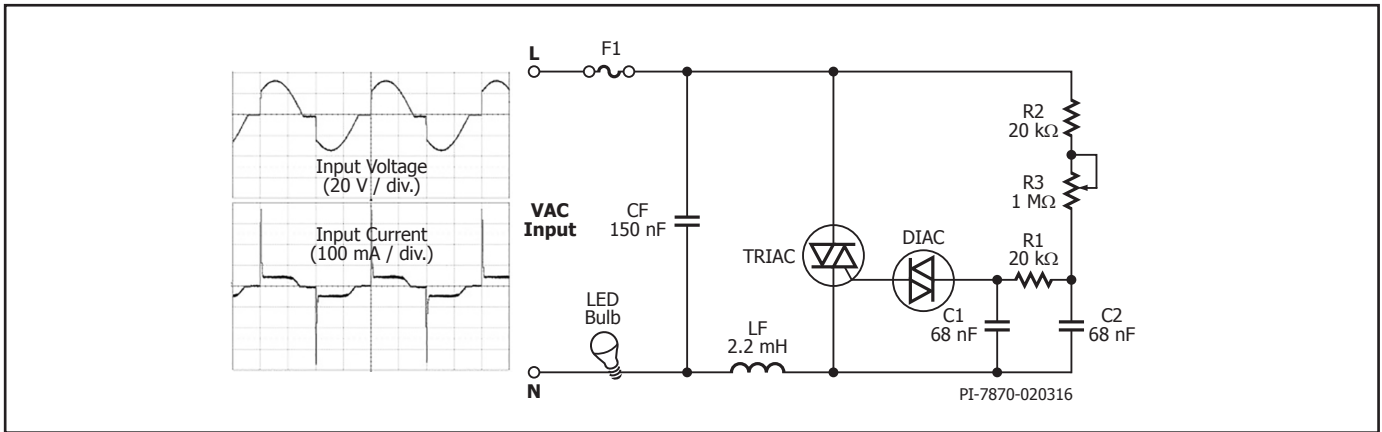 Input Voltage
(20 V / div.)
Input Current
(100 mA / div.)
L
F1
VAC
Input
CF
150 nF
LED
Bulb
N
LF
2.2 mH
TRIAC
DIAC
R2
20 kΩ
R3
1 MΩ
R1
20 kΩ
C1
68 nF
C2
68 nF
PI-7870-020316